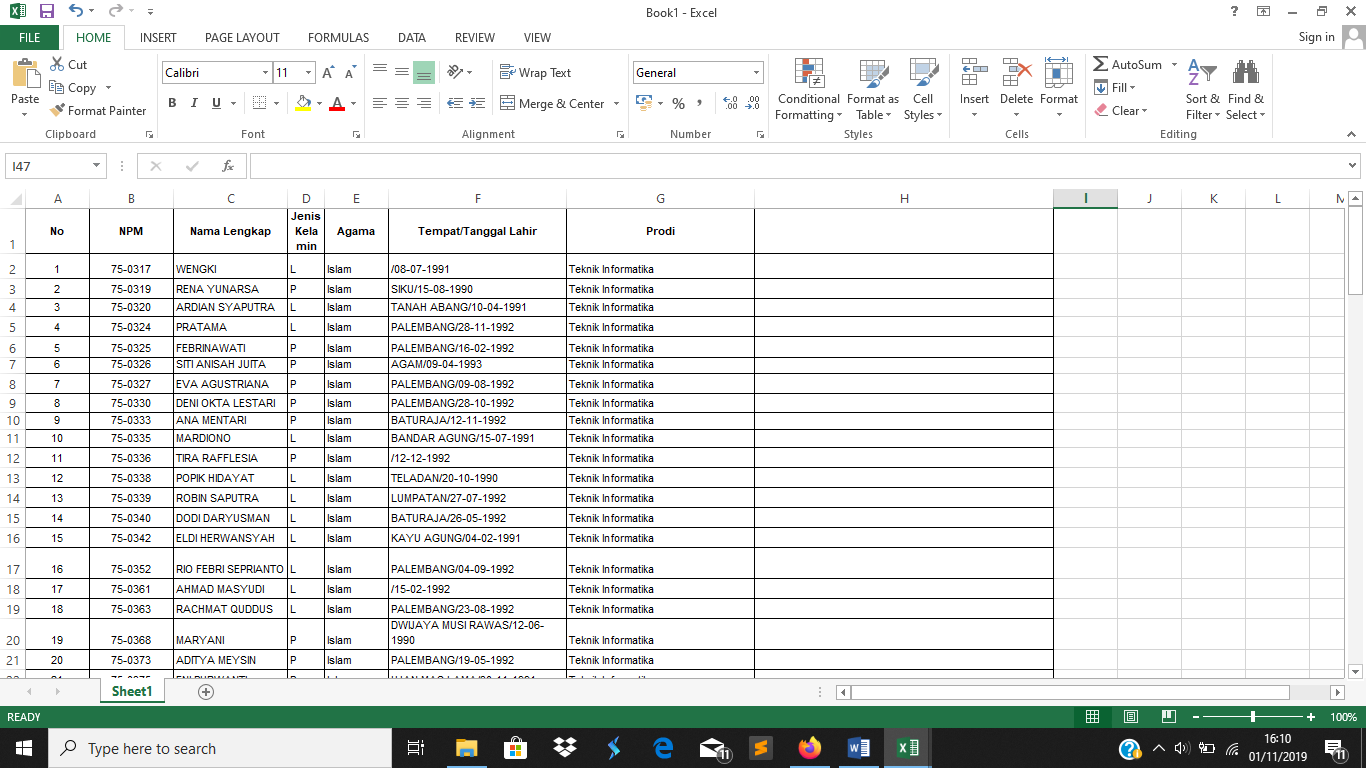 Book1 - Excel
FILE HOME INSERT PAGE LAYOUT FORMULAS DATA REVIEW VIEW Sign in
Paste Cut Copy Format Painter Clipboard
Calibri 11 B I U A A A Font
Wrap Text Merge & Center Alignment
General % , .0 .00 .00 .0 Number
Conditional Formatting Format as Table Cell Styles Styles
Insert Delete Format Cells
AutoSum Fill Clear Sort & Filter Find & Select Editing
I47 fx
A B C D E F G H I J K L M
1 No NPM Nama Lengkap Jenis Kela min Agama Tempat/Tanggal Lahir Prodi
2 1 75-0317 WENGKI L Islam /08-07-1991 Teknik Informatika
3 2 75-0319 RENA YUNARSA P Islam SIKU/15-08-1990 Teknik Informatika
4 3 75-0320 ARDIAN SYAPUTRA L Islam TANAH ABANG/10-04-1991 Teknik Informatika
5 4 75-0324 PRATAMA L Islam PALEMBANG/28-11-1992 Teknik Informatika
6 5 75-0325 FEBRINAWATI P Islam PALEMBANG/16-02-1992 Teknik Informatika
7 6 75-0326 SITI ANISAH JUITA P Islam AGAM/09-04-1993 Teknik Informatika
8 7 75-0327 EVA AGUSTRIANA P Islam PALEMBANG/09-08-1992 Teknik Informatika
9 8 75-0330 DENI OKTA LESTARI P Islam PALEMBANG/28-10-1992 Teknik Informatika
10 9 75-0333 ANA MENTARI P Islam BATURAJA/12-11-1992 Teknik Informatika
11 10 75-0335 MARDIONO L Islam BANDAR AGUNG/15-07-1991 Teknik Informatika
12 11 75-0336 TIRA RAFFLESIA P Islam /12-12-1992 Teknik Informatika
13 12 75-0338 POPIK HIDAYAT L Islam TELADAN/20-10-1990 Teknik Informatika
14 13 75-0339 ROBIN SAPUTRA L Islam LUMPATAN/27-07-1992 Teknik Informatika
15 14 75-0340 DODI DARYUSMAN L Islam BATURAJA/26-05-1992 Teknik Informatika
16 15 75-0342 ELDI HERWANSYAH L Islam KAYU AGUNG/04-02-1991 Teknik Informatika
17 16 75-0352 RIO FEBRI SEPRIANTO L Islam PALEMBANG/04-09-1992 Teknik Informatika
18 17 75-0361 AHMAD MASYUDI L Islam /15-02-1992 Teknik Informatika
19 18 75-0363 RACHMAT QUDDUS L Islam PALEMBANG/23-08-1992 Teknik Informatika
20 19 75-0368 MARYANI P Islam DWIJAYA MUSI RAWAS/12-06-1990 Teknik Informatika
21 20 75-0373 ADITYA MEYSIN P Islam PALEMBANG/19-05-1992 Teknik Informatika
Sheet1
READY 100%
Type here to search 11 16:10
01/11/2019 11